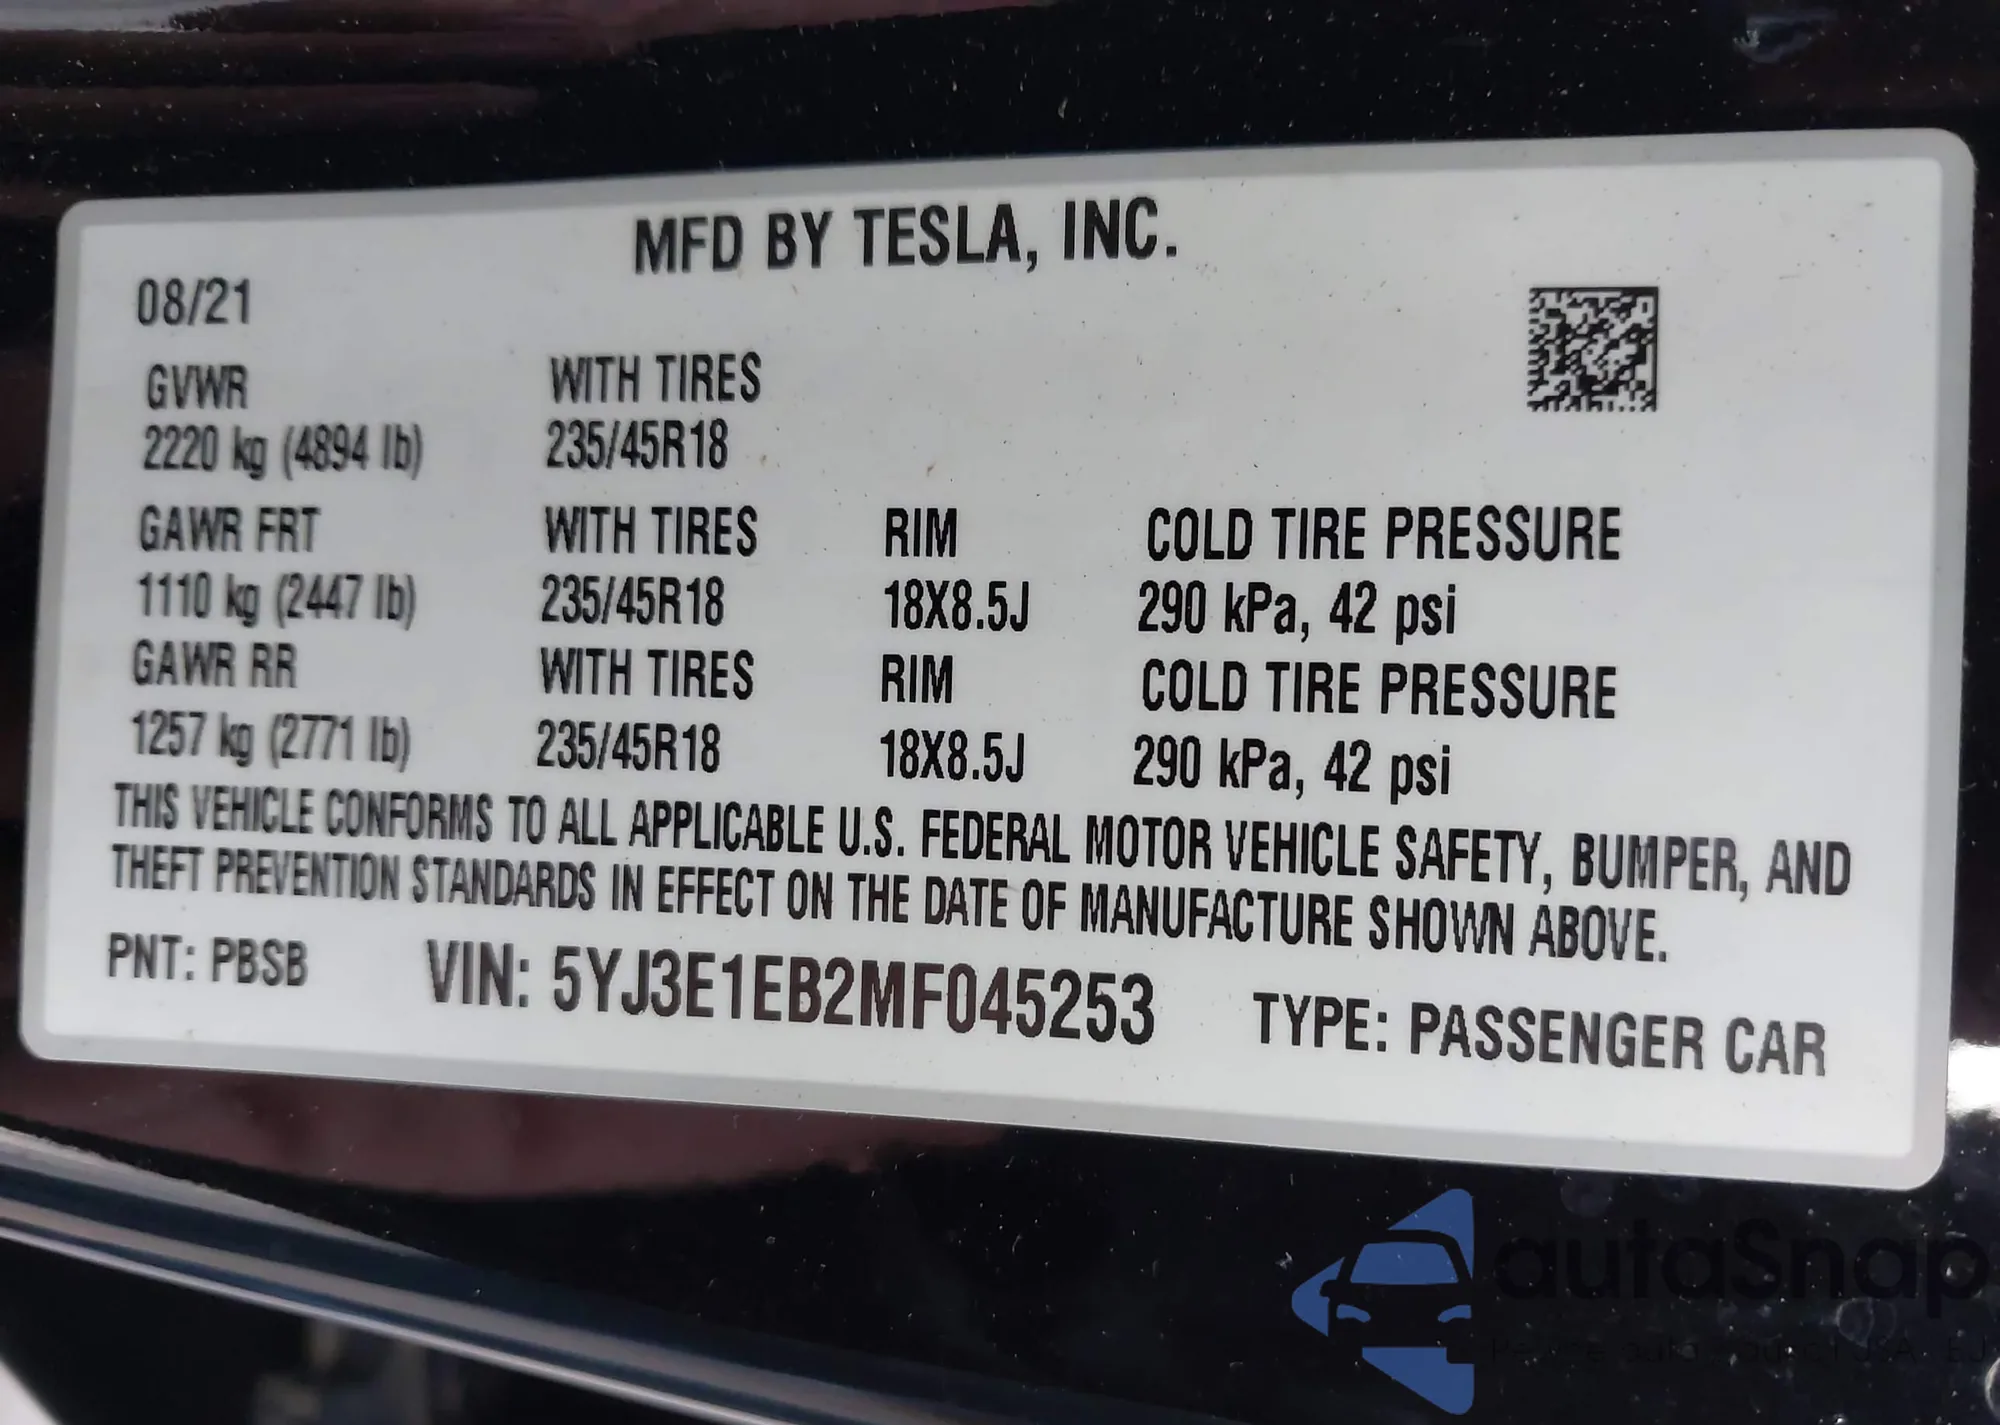 MFD BY TESLA, INC.
08/21
GVWR WITH TIRES
2220 kg (4894 lb) 235/45R18
GAWR FRT WITH TIRES RIM COLD TIRE PRESSURE
1110 kg (2447 lb) 235/45R18 18X8.5J 290 kPa, 42 psi
GAWR RR WITH TIRES RIM COLD TIRE PRESSURE
1257 kg (2771 lb) 235/45R18 18X8.5J 290 kPa, 42 psi
THIS VEHICLE CONFORMS TO ALL APPLICABLE U.S. FEDERAL MOTOR VEHICLE SAFETY, BUMPER, AND
THEFT PREVENTION STANDARDS IN EFFECT ON THE DATE OF MANUFACTURE SHOWN ABOVE.
PNT: PBSB VIN: 5YJ3E1EB2MF045253 TYPE: PASSENGER CAR
autaSnap